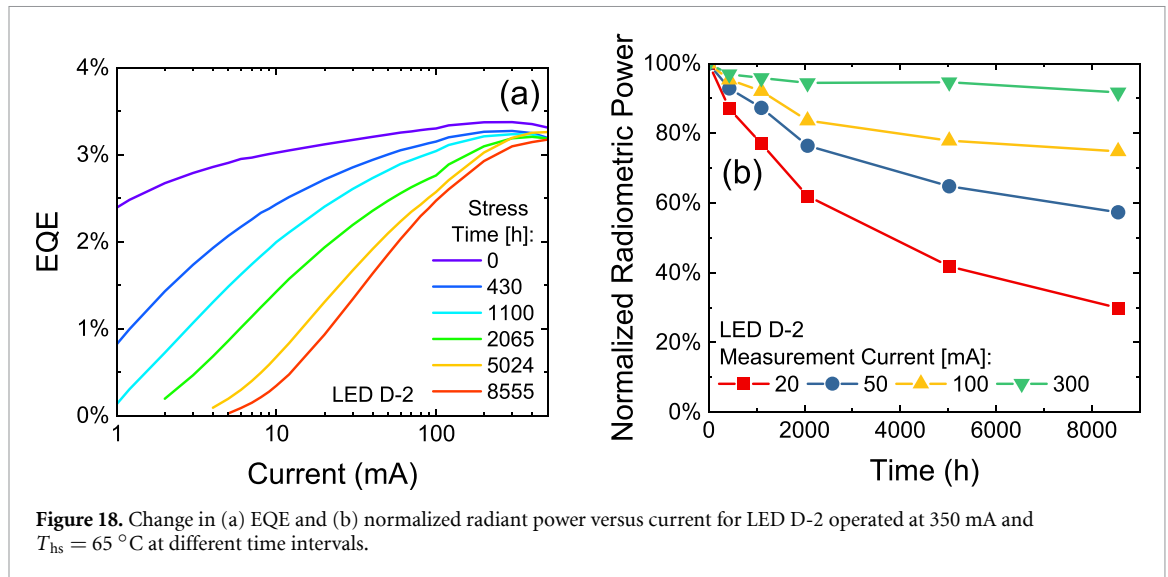 4%
3%
2%
1%
0%
EQE
(a)
Stress
Time [h]:
0
430
1100
2065
5024
8555
LED D-2
1
10
100
Current (mA)
100%
80%
60%
40%
20%
0%
Normalized Radiometric Power
(b)
LED D-2
Measurement Current [mA]:
20 50 100 300
0 2000 4000 6000 8000
Time (h)
Figure 18. Change in (a) EQE and (b) normalized radiant power versus current for LED D-2 operated at 350 mA and
Ths = 65 °C at different time intervals.